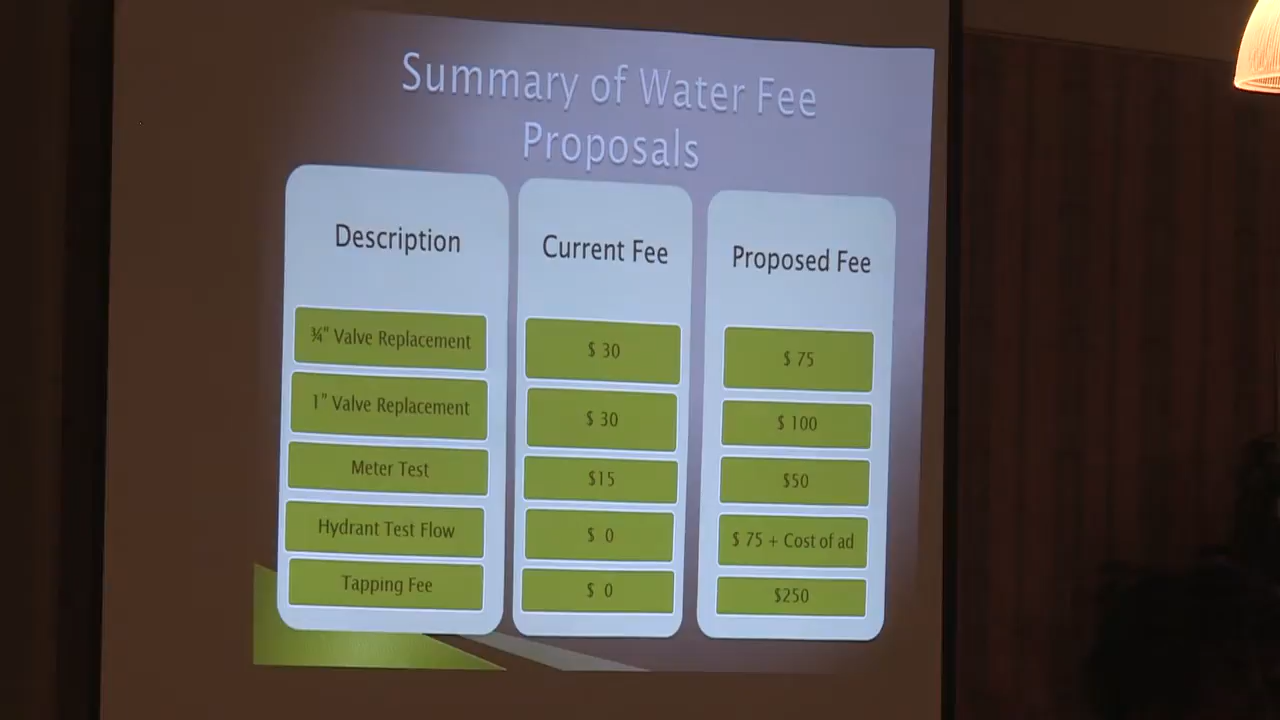 Summary of Water Fee
Proposals
Description
Current Fee
Proposed Fee
¾" Valve Replacement
$ 30
$ 75
1" Valve Replacement
$ 30
$ 100
Meter Test
$15
$50
Hydrant Test Flow
$ 0
$ 75 + Cost of ad
Tapping Fee
$ 0
$250